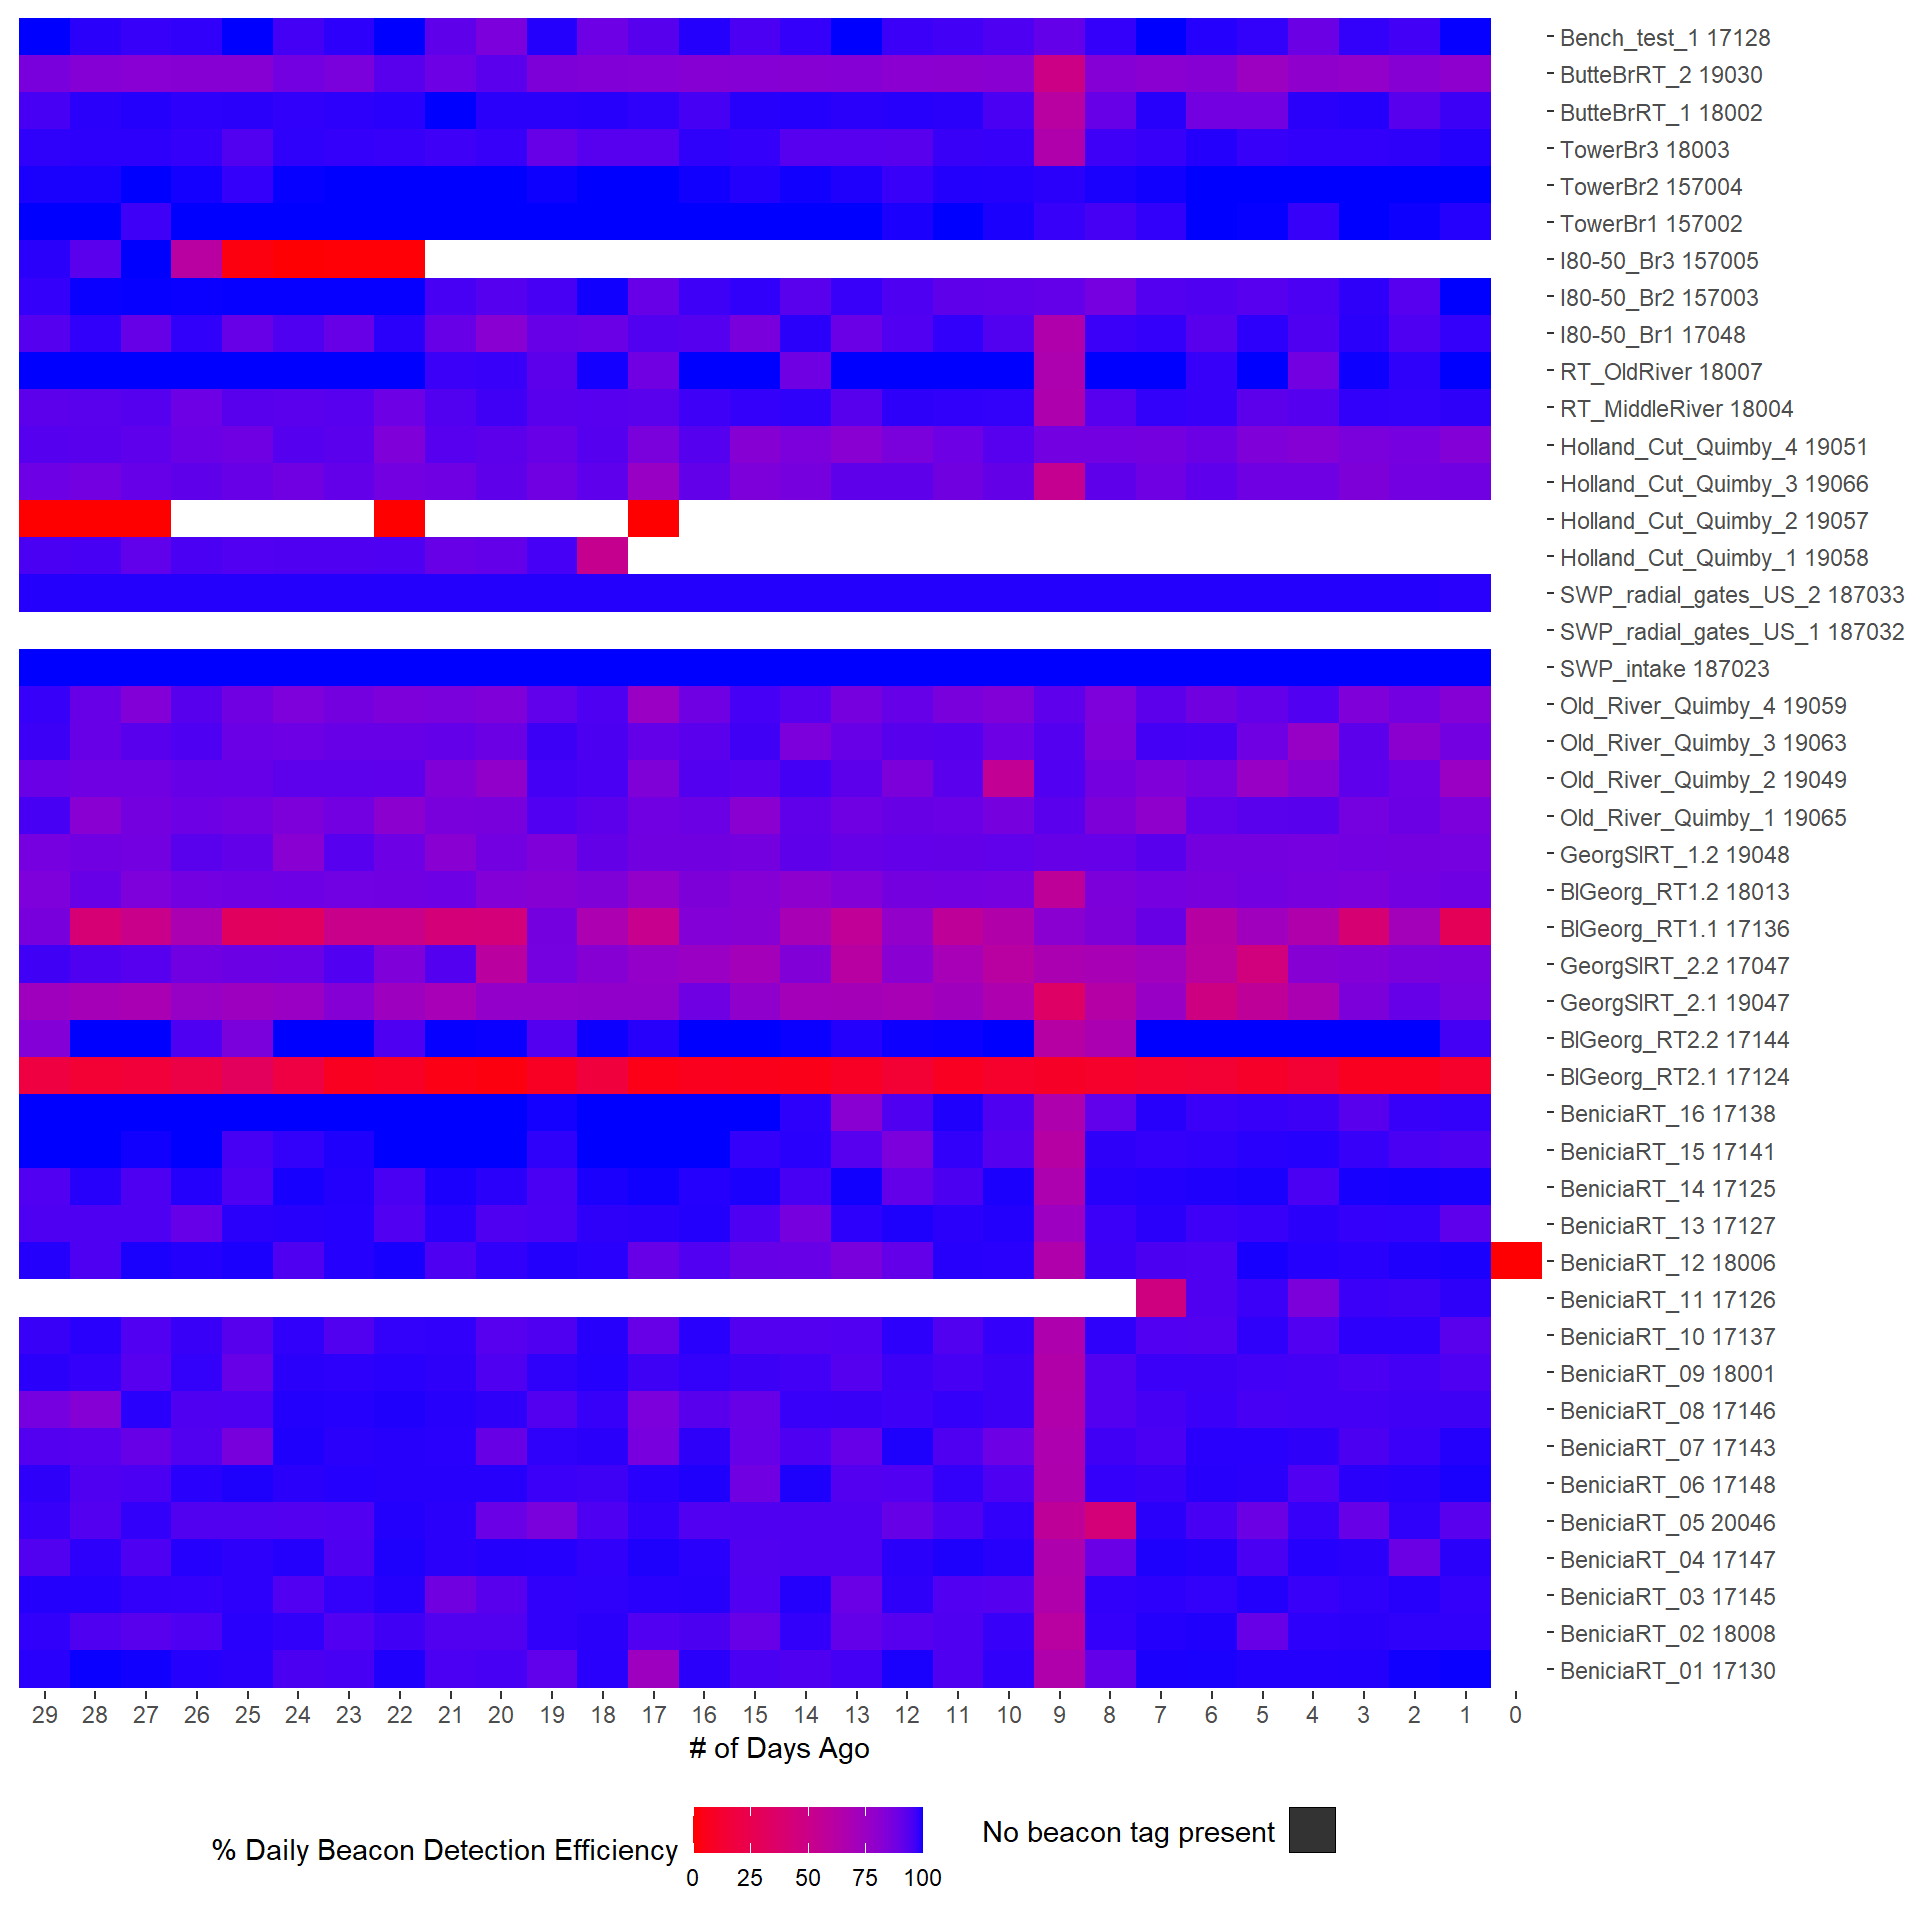 Bench_test_1 17128
ButteBrRT_2 19030
ButteBrRT_1 18002
TowerBr3 18003
TowerBr2 157004
TowerBr1 157002
I80-50_Br3 157005
I80-50_Br2 157003
I80-50_Br1 17048
RT_OldRiver 18007
RT_MiddleRiver 18004
Holland_Cut_Quimby_4 19051
Holland_Cut_Quimby_3 19066
Holland_Cut_Quimby_2 19057
Holland_Cut_Quimby_1 19058
SWP_radial_gates_US_2 187033
SWP_radial_gates_US_1 187032
SWP_intake 187023
Old_River_Quimby_4 19059
Old_River_Quimby_3 19063
Old_River_Quimby_2 19049
Old_River_Quimby_1 19065
GeorgSlRT_1.2 19048
BlGeorg_RT1.2 18013
BlGeorg_RT1.1 17136
GeorgSlRT_2.2 17047
GeorgSlRT_2.1 19047
BlGeorg_RT2.2 17144
BlGeorg_RT2.1 17124
BeniciaRT_16 17138
BeniciaRT_15 17141
BeniciaRT_14 17125
BeniciaRT_13 17127
BeniciaRT_12 18006
BeniciaRT_11 17126
BeniciaRT_10 17137
BeniciaRT_09 18001
BeniciaRT_08 17146
BeniciaRT_07 17143
BeniciaRT_06 17148
BeniciaRT_05 20046
BeniciaRT_04 17147
BeniciaRT_03 17145
BeniciaRT_02 18008
BeniciaRT_01 17130
29 28 27 26 25 24 23 22 21 20 19 18 17 16 15 14 13 12 11 10 9 8 7 6 5 4 3 2 1 0
# of Days Ago
% Daily Beacon Detection Efficiency
0 25 50 75 100
No beacon tag present